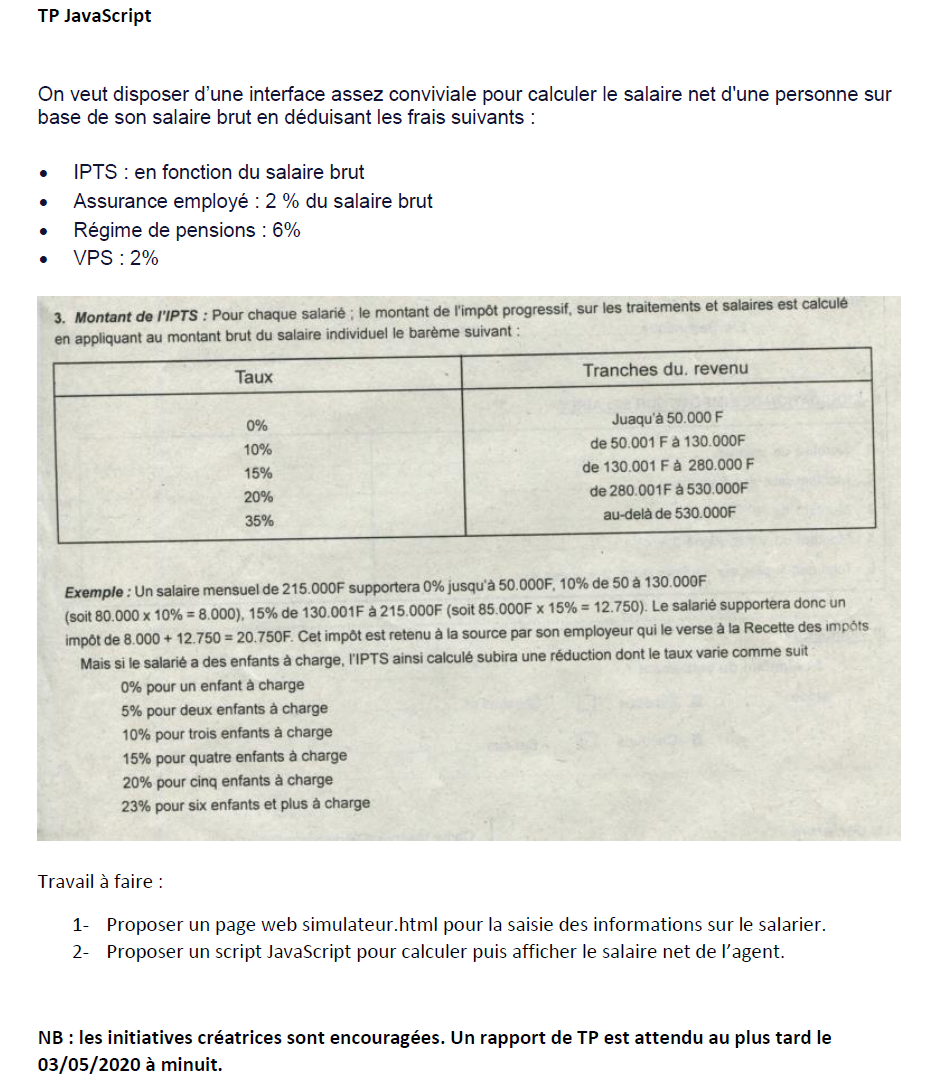 TP JavaScript
On veut disposer d'une interface assez conviviale pour calculer le salaire net d'une personne sur
base de son salaire brut en déduisant les frais suivants :
• IPTS : en fonction du salaire brut
• Assurance employé : 2 % du salaire brut
• Régime de pensions : 6%
• VPS : 2%
3. Montant de l'IPTS : Pour chaque salarié ; le montant de l'impôt progressif, sur les traitements et salaires est calculé
en appliquant au montant brut du salaire individuel le barème suivant :
Taux Tranches du. revenu
0% Juaqu'à 50.000 F
10% de 50.001 F à 130.000F
15% de 130.001 F à 280.000 F
20% de 280.001F à 530.000F
35% au-delà de 530.000F
Exemple : Un salaire mensuel de 215.000F supportera 0% jusqu'à 50.000F, 10% de 50 à 130.000F
(soit 80.000 x 10% = 8.000), 15% de 130.001F à 215.000F (soit 85.000F x 15% = 12.750). Le salarié supportera donc un
impôt de 8.000 + 12.750 = 20.750F. Cet impôt est retenu à la source par son employeur qui le verse à la Recette des impôts
Mais si le salarié a des enfants à charge, l'IPTS ainsi calculé subira une réduction dont le taux varie comme suit
0% pour un enfant à charge
5% pour deux enfants à charge
10% pour trois enfants à charge
15% pour quatre enfants à charge
20% pour cinq enfants à charge
23% pour six enfants et plus à charge
Travail à faire :
1- Proposer un page web simulateur.html pour la saisie des informations sur le salarier.
2- Proposer un script JavaScript pour calculer puis afficher le salaire net de l'agent.
NB : les initiatives créatrices sont encouragées. Un rapport de TP est attendu au plus tard le
03/05/2020 à minuit.